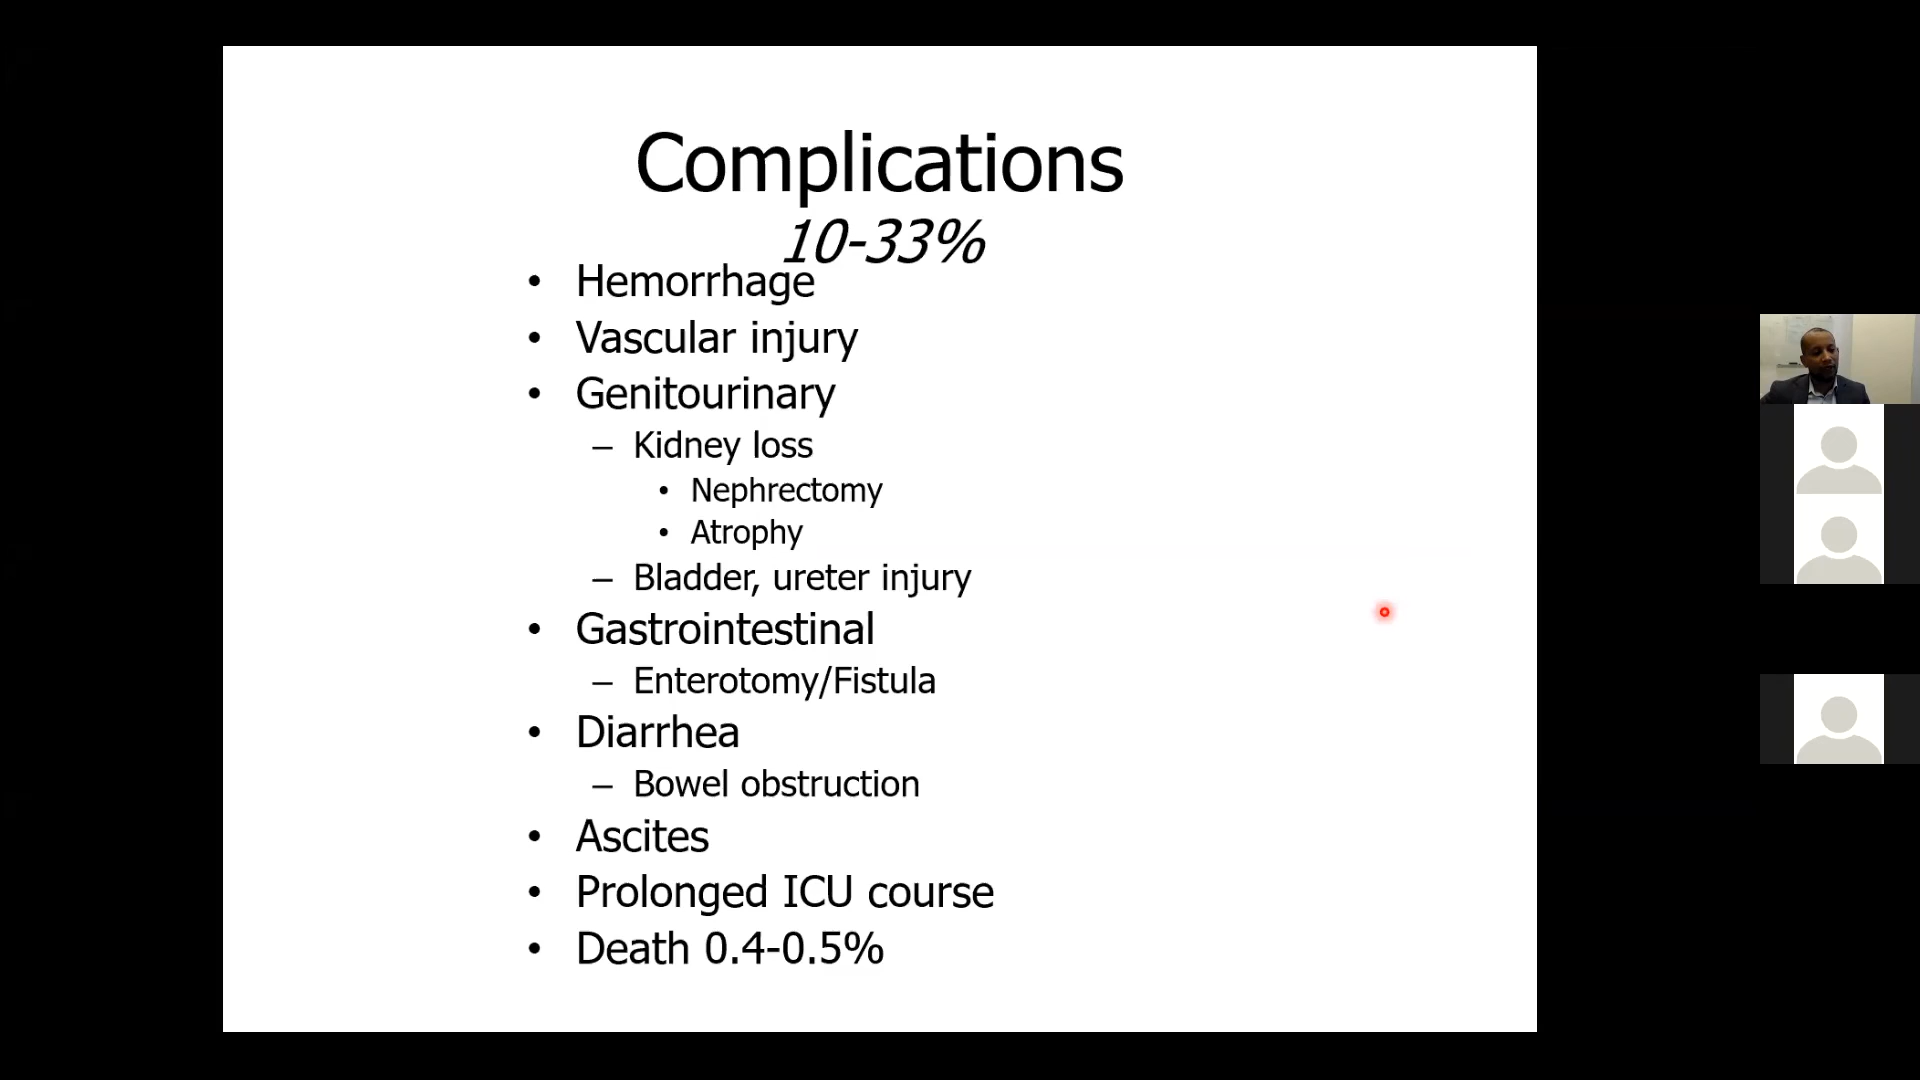 Complications
10-33%
• Hemorrhage
• Vascular injury
• Genitourinary
– Kidney loss
• Nephrectomy
• Atrophy
– Bladder, ureter injury
• Gastrointestinal
– Enterotomy/Fistula
• Diarrhea
– Bowel obstruction
• Ascites
• Prolonged ICU course
• Death 0.4-0.5%